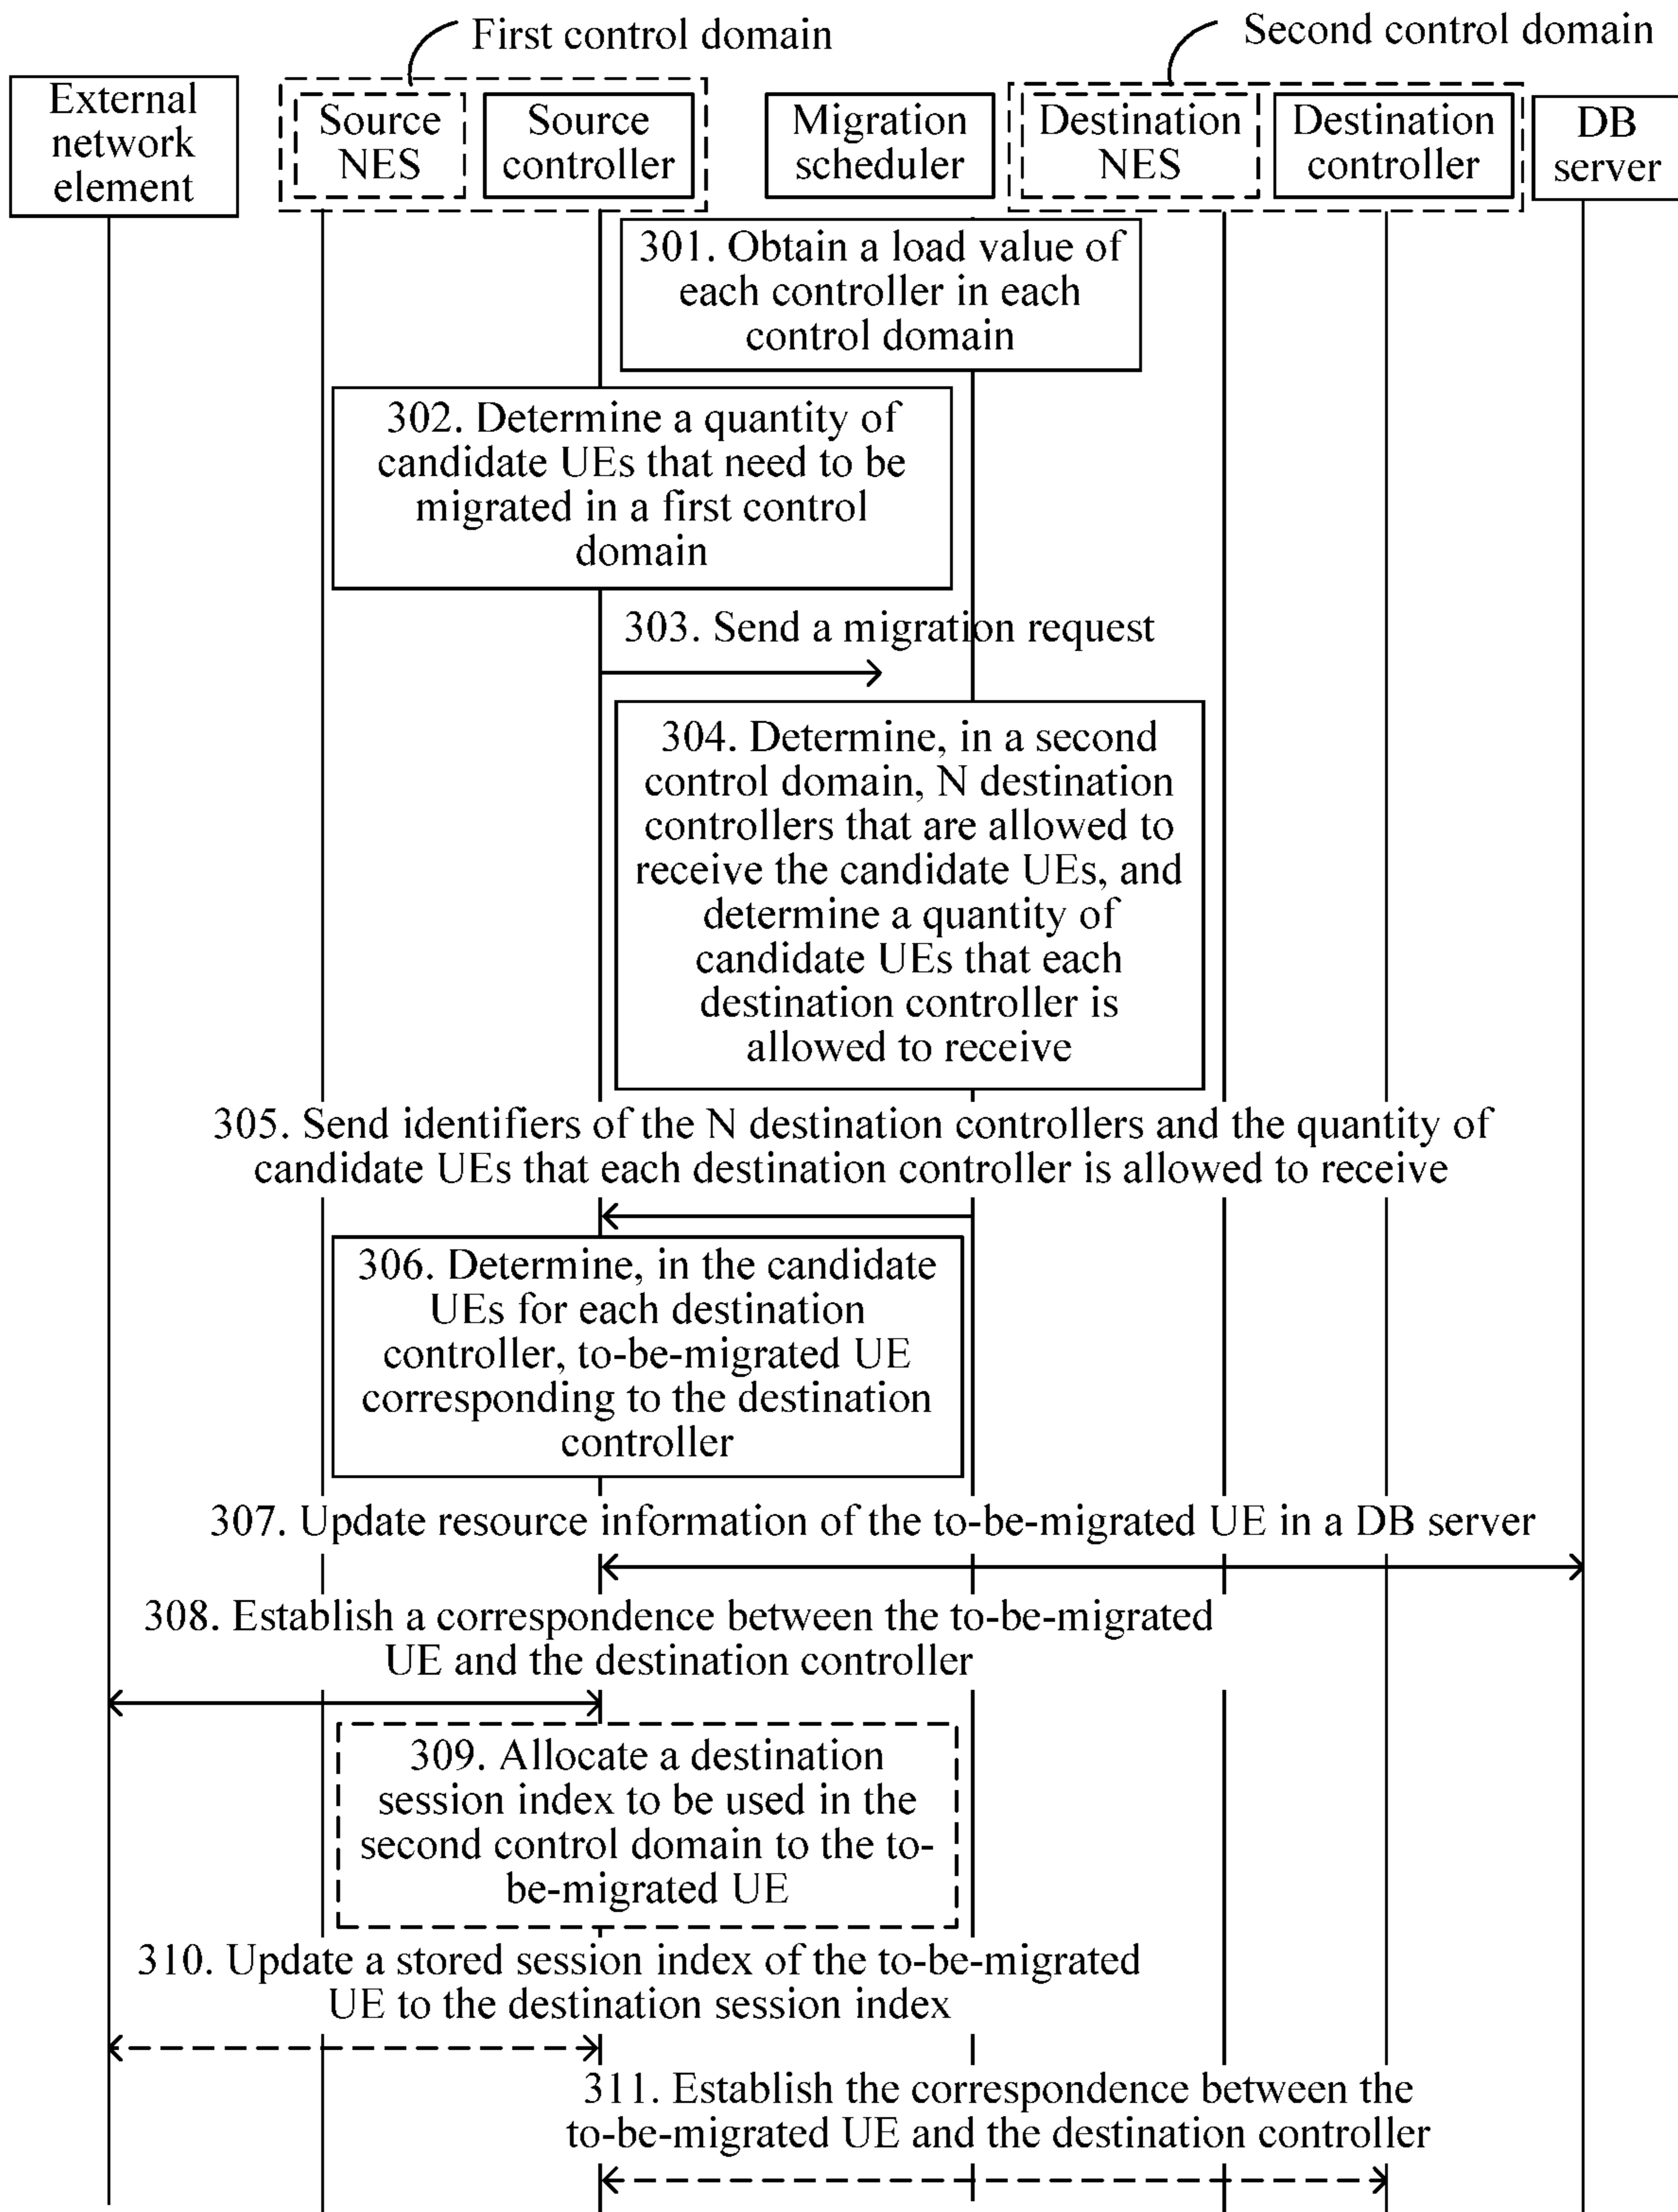 First control domain
Second control domain
External
network
element
Source
NES
Source
controller
Migration
scheduler
Destination
NES
Destination
controller
DB
server
301. Obtain a load value of
each controller in each
control domain
302. Determine a quantity of
candidate UEs that need to be
migrated in a first control
domain
303. Send a migration request
304. Determine, in a second
control domain, N destination
controllers that are allowed to
receive the candidate UEs, and
determine a quantity of
candidate UEs that each
destination controller is
allowed to receive
305. Send identifiers of the N destination controllers and the quantity of
candidate UEs that each destination controller is allowed to receive
306. Determine, in the candidate
UEs for each destination
controller, to-be-migrated UE
corresponding to the destination
controller
307. Update resource information of the to-be-migrated UE in a DB server
308. Establish a correspondence between the to-be-migrated
UE and the destination controller
309. Allocate a destination
session index to be used in the
second control domain to the to-
be-migrated UE
310. Update a stored session index of the to-be-migrated
UE to the destination session index
311. Establish the correspondence between the
to-be-migrated UE and the destination controller